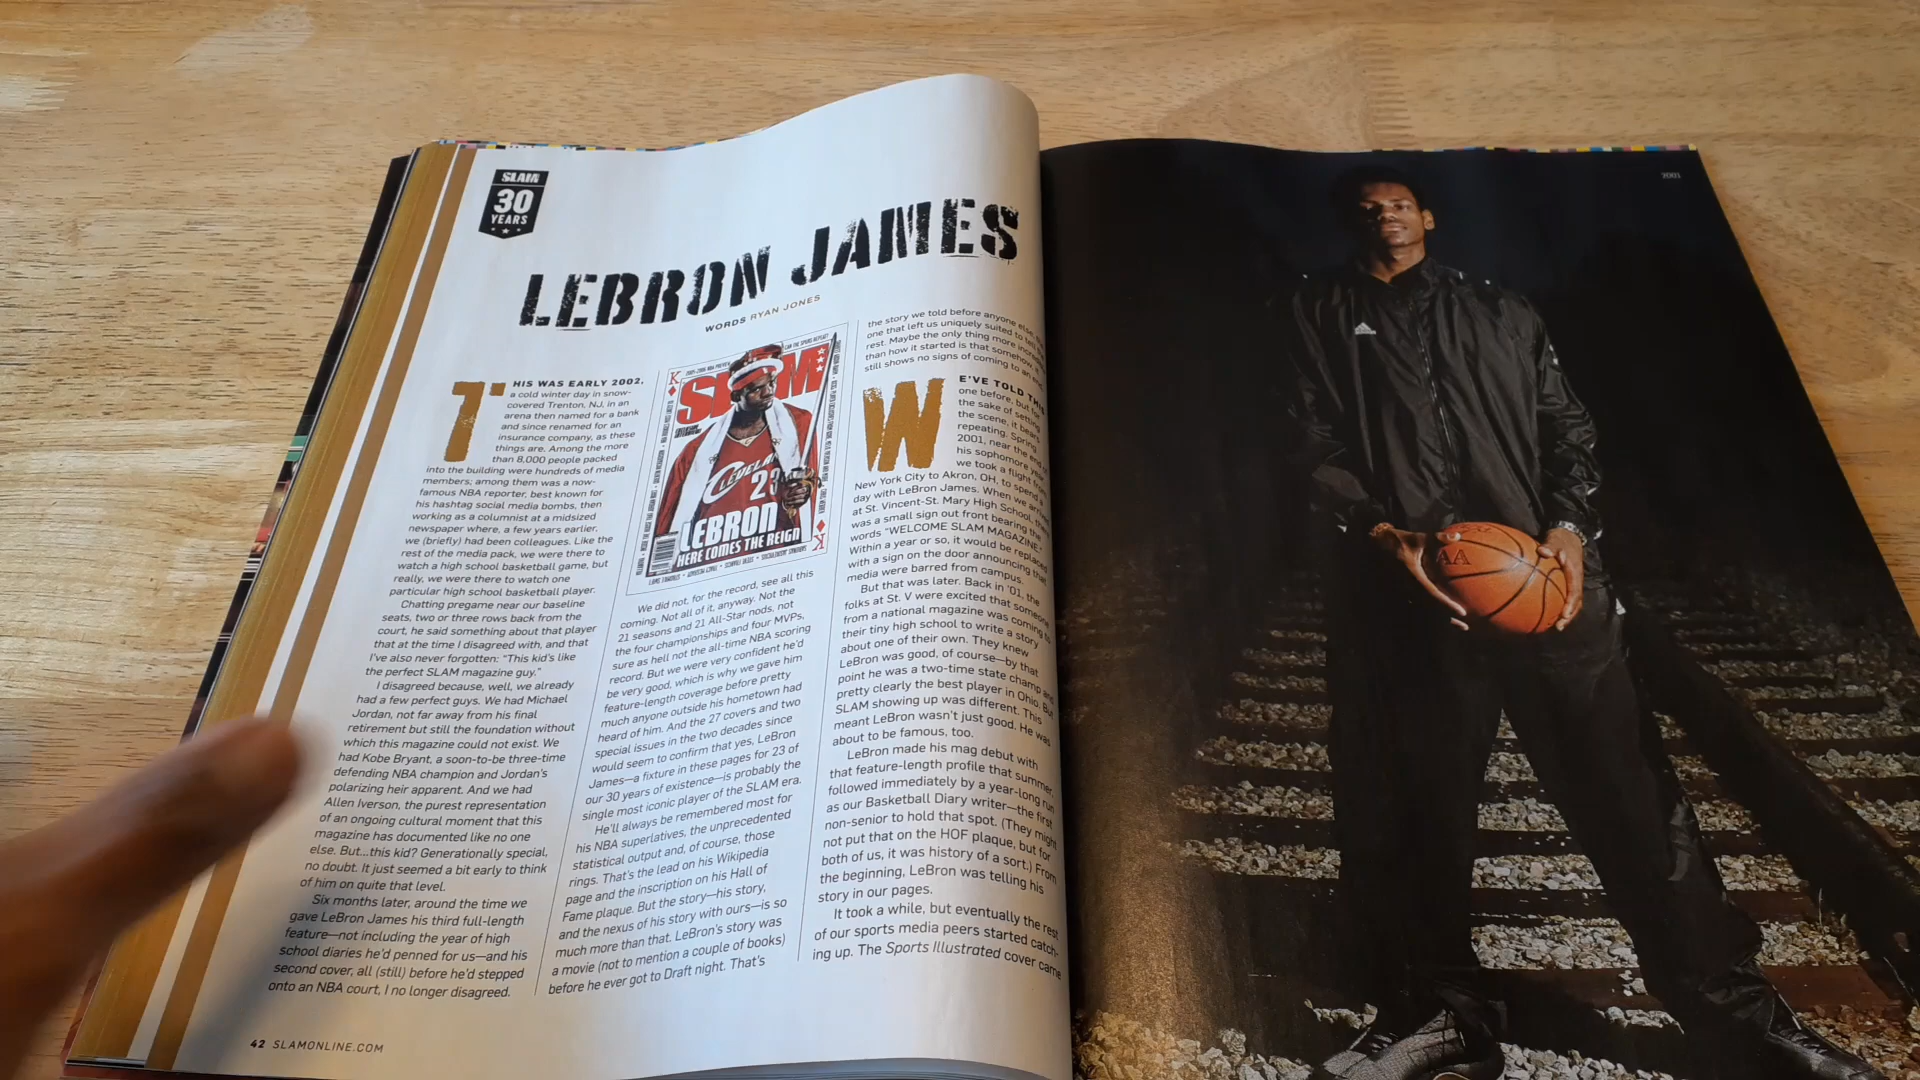 SLAM
30
YEARS
LEBRON JAMES
WORDS RYAN JONES
THIS WAS EARLY 2002,
a cold winter day in snow-
covered Trenton, NJ, in an
arena then named for a bank
and since renamed for an
insurance company, as these
things are. Among the more
than 8,000 people packed
into the building were hundreds of media
members; among them was a now-
famous NBA reporter, best known for
his hashtag social media bombs, then
working as a columnist at a midsized
newspaper where, a few years earlier,
we (briefly) had been colleagues. Like the
rest of the media pack, we were there to
watch a high school basketball game, but
really, we were there to watch one
particular high school basketball player.
Chatting pregame near our baseline
seats, two or three rows back from the
court, he said something about that player
that at the time I disagreed with, and that
I've also never forgotten: "This kid's like
the perfect SLAM magazine guy."
I disagreed because, well, we already
had a few perfect guys. We had Michael
Jordan, not far away from his final
retirement but still the foundation without
which this magazine could not exist. We
had Kobe Bryant, a soon-to-be three-time
defending NBA champion and Jordan's
polarizing heir apparent. And we had
Allen Iverson, the purest representation
of an ongoing cultural moment that this
magazine has documented like no one
else. But...this kid? Generationally special,
no doubt. It just seemed a bit early to think
of him on quite that level.
Six months later, around the time we
gave LeBron James his third full-length
feature—not including the year of high
school diaries he'd penned for us—and his
second cover, all (still) before he'd stepped
onto an NBA court, I no longer disagreed.
K
SLAM
CLEVELAND
23
LEBRON
HERE COMES THE REIGN
K
We did not, for the record, see all this
coming. Not all of it, anyway. Not the
21 seasons and 21 All-Star nods, not
the four championships and four MVPs,
sure as hell not the all-time NBA scoring
record. But we were very confident he'd
be very good, which is why we gave him
feature-length coverage before pretty
much anyone outside his hometown had
heard of him. And the 27 covers and two
special issues in the two decades since
would seem to confirm that yes, LeBron
James—a fixture in these pages for 23 of
our 30 years of existence—is probably the
single most iconic player of the SLAM era.
He'll always be remembered most for
his NBA superlatives, the unprecedented
statistical output and, of course, those
rings. That's the lead on his Wikipedia
page and the inscription on his Hall of
Fame plaque. But the story—his story,
and the nexus of his story with ours—is so
much more than that. LeBron's story was
a movie (not to mention a couple of books)
before he ever got to Draft night. That's
the story we told before anyone else,
one that left us uniquely suited to
rest. Maybe the only thing more
than how it started is that somehow, it
still shows no signs of coming to an
WE'VE TOLD THIS
one before, but for
the sake of setting
the scene, it bears
repeating. Spring
2001, near the end of
his sophomore year,
we took a flight from
New York City to Akron, OH, to spend a
day with LeBron James. When we arrived
at St. Vincent-St. Mary High School, there
was a small sign out front bearing the
words "WELCOME SLAM MAGAZINE."
Within a year or so, it would be replaced
with a sign on the door announcing that
media were barred from campus.
But that was later. Back in '01, the
folks at St. V were excited that someone
from a national magazine was coming to
their tiny high school to write a story
about one of their own. They knew
LeBron was good, of course—by that
point he was a two-time state champ and
pretty clearly the best player in Ohio. But
SLAM showing up was different. This
meant LeBron wasn't just good. He was
about to be famous, too.
LeBron made his mag debut with
that feature-length profile that summer,
followed immediately by a year-long run
as our Basketball Diary writer—the first
non-senior to hold that spot. (They might
not put that on the HOF plaque, but for
both of us, it was history of a sort.) From
the beginning, LeBron was telling his
story in our pages.
It took a while, but eventually the rest
of our sports media peers started catch-
ing up. The Sports Illustrated cover came
42 SLAMONLINE.COM
2001
AA